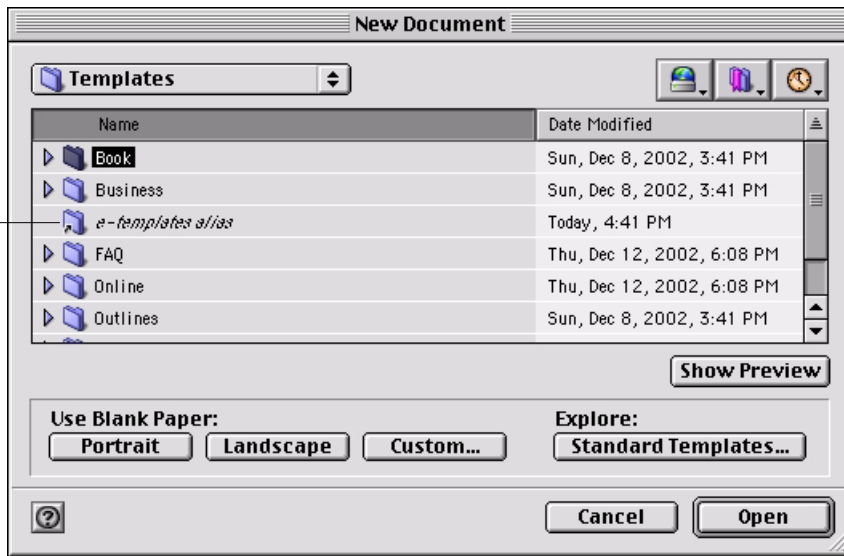 New Document
Templates
Name Date Modified
Book Sun, Dec 8, 2002, 3:41 PM
Business Sun, Dec 8, 2002, 3:41 PM
e-templates alias Today, 4:41 PM
FAQ Thu, Dec 12, 2002, 6:08 PM
Online Thu, Dec 12, 2002, 6:08 PM
Outlines Sun, Dec 8, 2002, 3:41 PM
Show Preview
Use Blank Paper: Explore:
Portrait Landscape Custom... Standard Templates...
? Cancel Open